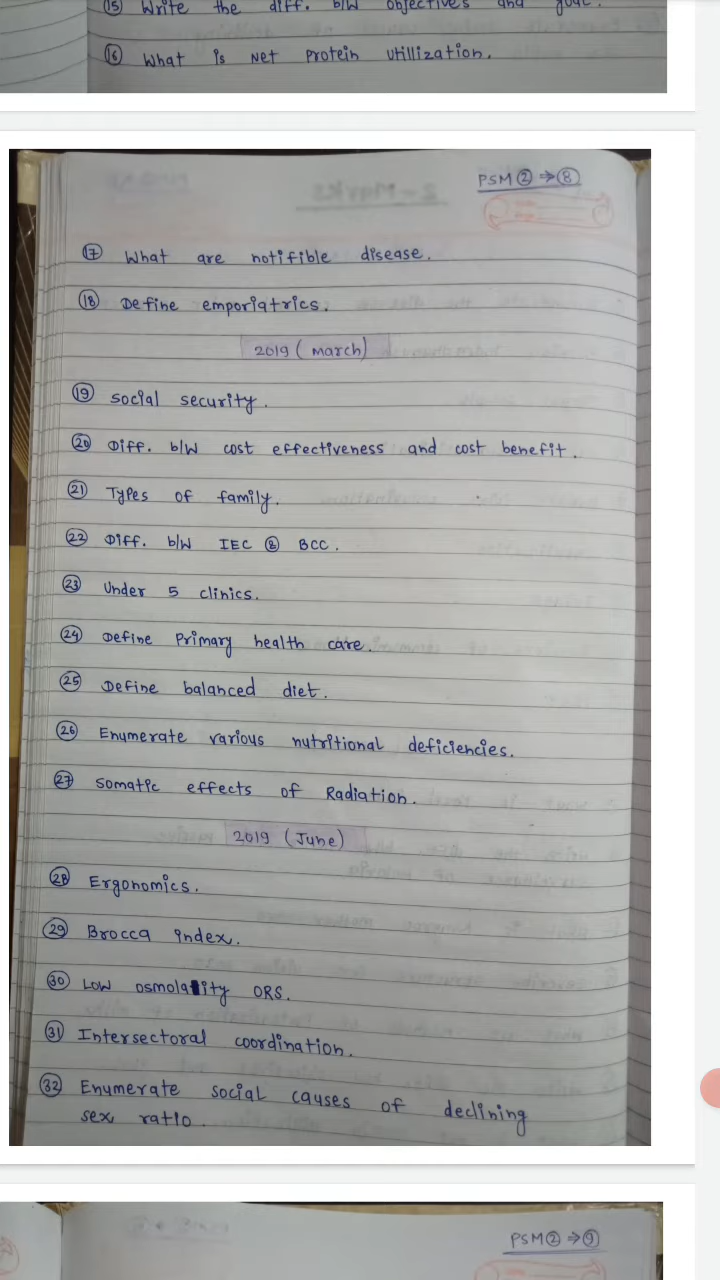 15 Write the diff. b/w objectives and goal.
16 What is Net Protein Utillization.
PSM 2 → 8
17 What are notifible disease.
18 Define emporiatrics.
2019 (march)
19 Social security.
20 Diff. b/w cost effectiveness and cost benefit.
21 Types of family.
22 Diff. b/w IEC & BCC.
23 Under 5 clinics.
24 Define Primary health care.
25 Define balanced diet.
26 Enumerate various nutritional deficiencies.
27 Somatic effects of Radiation.
2019 (June)
28 Ergonomics.
29 Brocca index.
30 Low osmolality ORS.
31 Intersectoral coordination.
32 Enumerate social causes of declining
sex ratio.
PSM 2 → 9